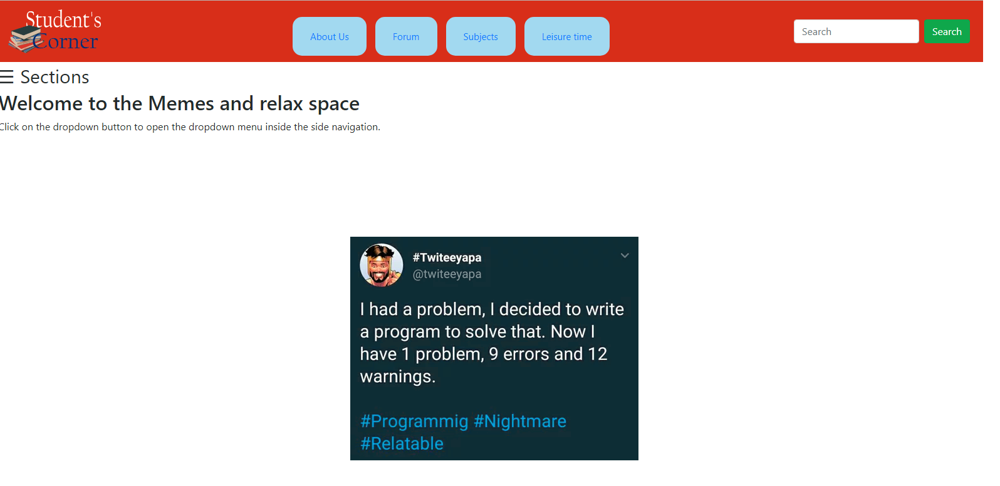 Student's
Corner
About Us
Forum
Subjects
Leisure time
Search
Search
☰ Sections
Welcome to the Memes and relax space
Click on the dropdown button to open the dropdown menu inside the side navigation.
#Twiteeyapa
@twiteeyapa
I had a problem, I decided to write
a program to solve that. Now I
have 1 problem, 9 errors and 12
warnings.
#Programmig #Nightmare
#Relatable